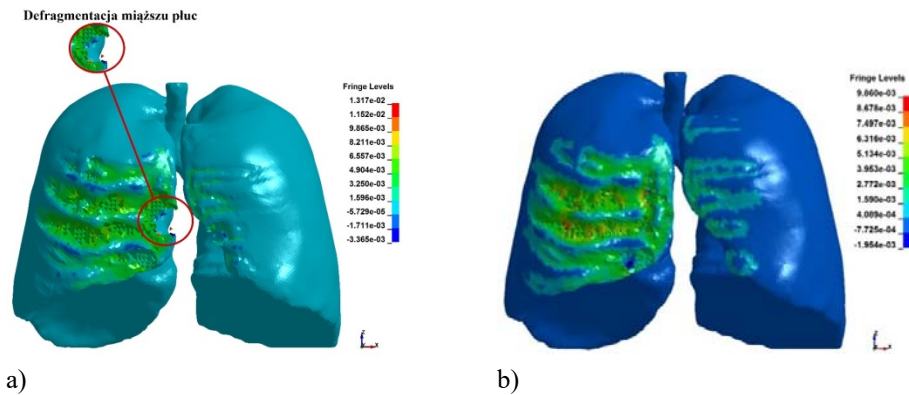 Defragmentacja miąższu płuc
Fringe Levels
1.317e-02
1.152e-02
9.865e-03
8.211e-03
6.557e-03
4.904e-03
3.250e-03
1.596e-03
-5.729e-05
-1.711e-03
-3.365e-03
Fringe Levels
9.860e-03
8.678e-03
7.497e-03
6.316e-03
5.134e-03
3.953e-03
2.772e-03
1.590e-03
4.089e-04
-7.725e-04
-1.954e-03
a)
b)